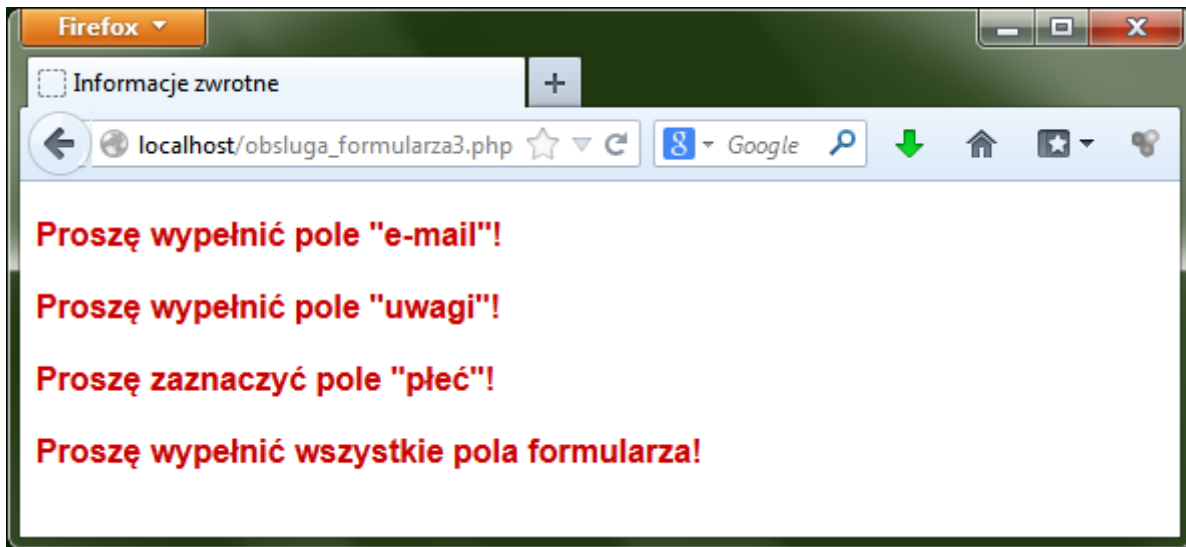 Firefox
Informacje zwrotne
localhost/obsluga_formularza3.php
8
Google
Proszę wypełnić pole "e-mail"!
Proszę wypełnić pole "uwagi"!
Proszę zaznaczyć pole "płeć"!
Proszę wypełnić wszystkie pola formularza!